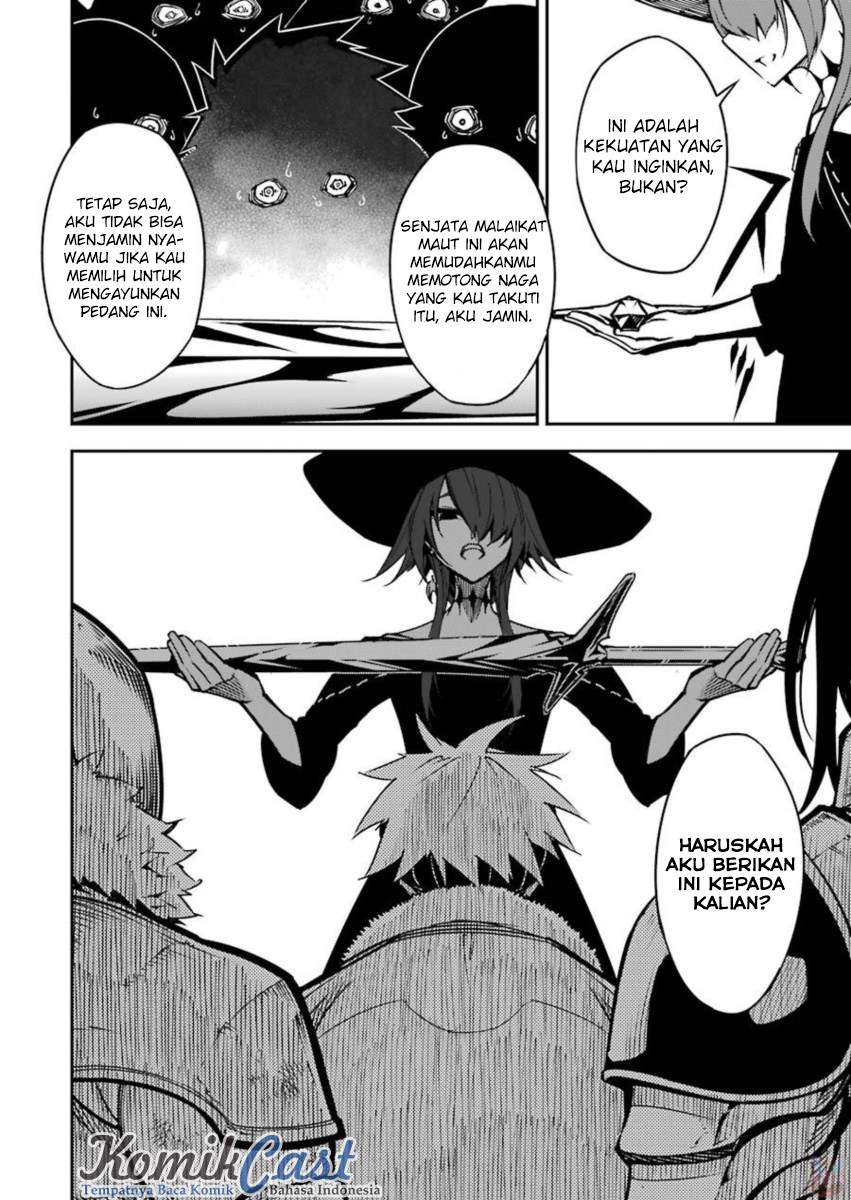 INI ADALAH
KEKUATAN YANG
KAU INGINKAN,
BUKAN?
SENJATA MALAIKAT
MAUT INI AKAN
MEMUDAHKANMU
MEMOTONG NAGA
YANG KAU TAKUTI
ITU, AKU JAMIN.
TETAP SAJA,
AKU TIDAK BISA
MENJAMIN NYA-
WAMU JIKA KAU
MEMILIH UNTUK
MENGAYUNKAN
PEDANG INI.
HARUSKAH
AKU BERIKAN
INI KEPADA
KALIAN?
KomikCast
Tempatnya Baca Komik Bahasa Indonesia